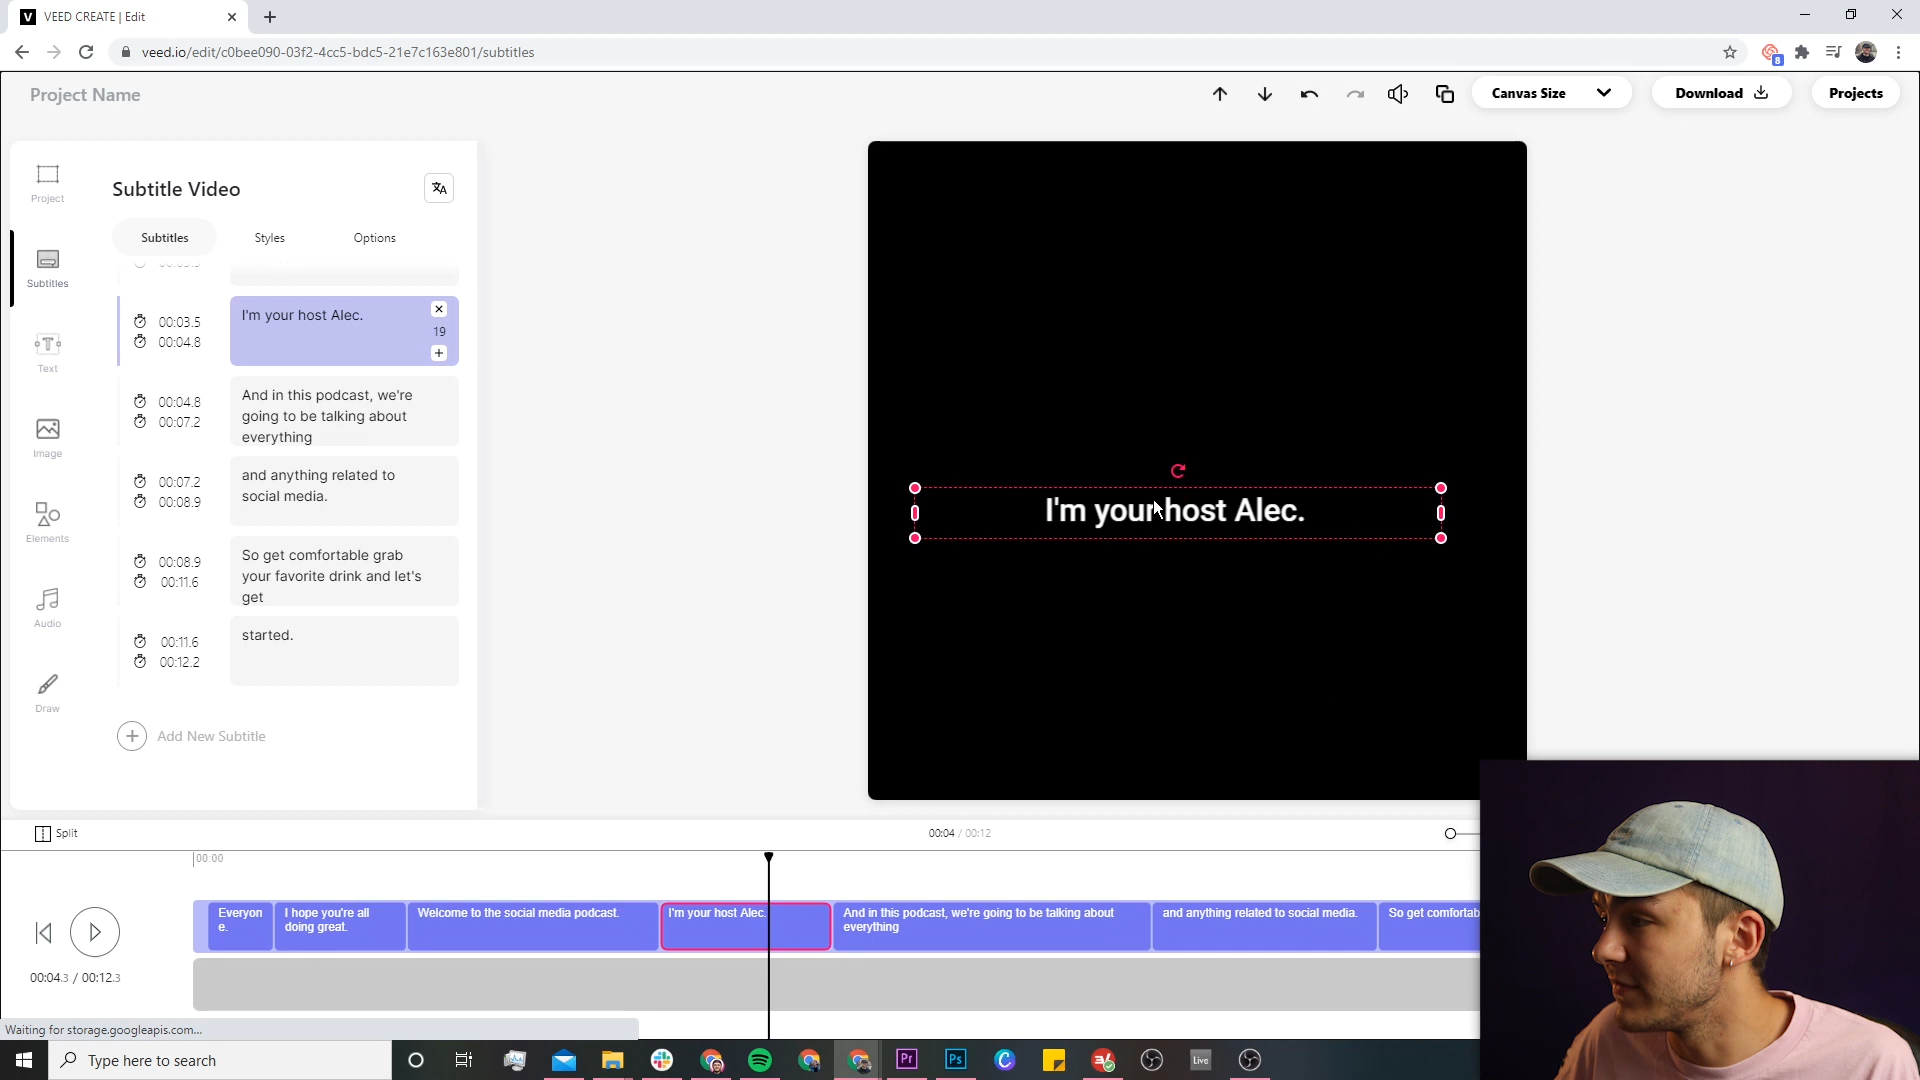 VEED CREATE | Edit
veed.io/edit/c0bee090-03f2-4cc5-bdc5-21e7c163e801/subtitles
8
Project Name
Canvas Size
Download
Projects
Project
Subtitles
Text
Image
Elements
Audio
Draw
Subtitle Video
Subtitles
Styles
Options
00:03.5
00:04.8
I'm your host Alec.
19
00:04.8
00:07.2
And in this podcast, we're
going to be talking about
everything
00:07.2
00:08.9
and anything related to
social media.
00:08.9
00:11.6
So get comfortable grab
your favorite drink and let's
get
00:11.6
00:12.2
started.
Add New Subtitle
I'm your host Alec.
Split
00:04 / 00:12
00:00
Everyon
e.
I hope you're all
doing great.
Welcome to the social media podcast.
I'm your host Alec.
And in this podcast, we're going to be talking about
everything
and anything related to social media.
So get comfortab
00:04.3 / 00:12.3
Waiting for storage.googleapis.com...
Type here to search
Pr
Ps
Live